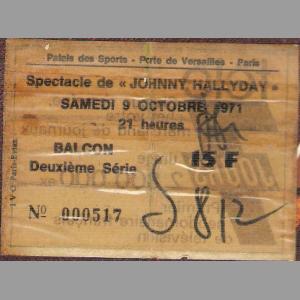 Palais des Sports - Porte de Versailles - Paris
Spectacle de « JOHNNY HALLYDAY »
SAMEDI 9 OCTOBRE 1971
21 heures
BALCON
Deuxième Série
15 F
Nº 000517
S 812